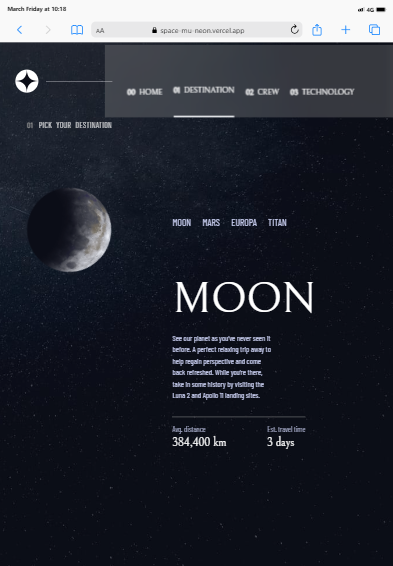 March Friday at 10:18
4G
AA
space-mu-neon.vercel.app
00 HOME 01 DESTINATION 02 CREW 03 TECHNOLOGY
01 PICK YOUR DESTINATION
MOON MARS EUROPA TITAN
MOON
See our planet as you've never seen it
before. A perfect relaxing trip away to
help regain perspective and come
back refreshed. While you're there,
take in some history by visiting the
Luna 2 and Apollo 11 landing sites.
Avg. distance Est. travel time
384,400 km 3 days